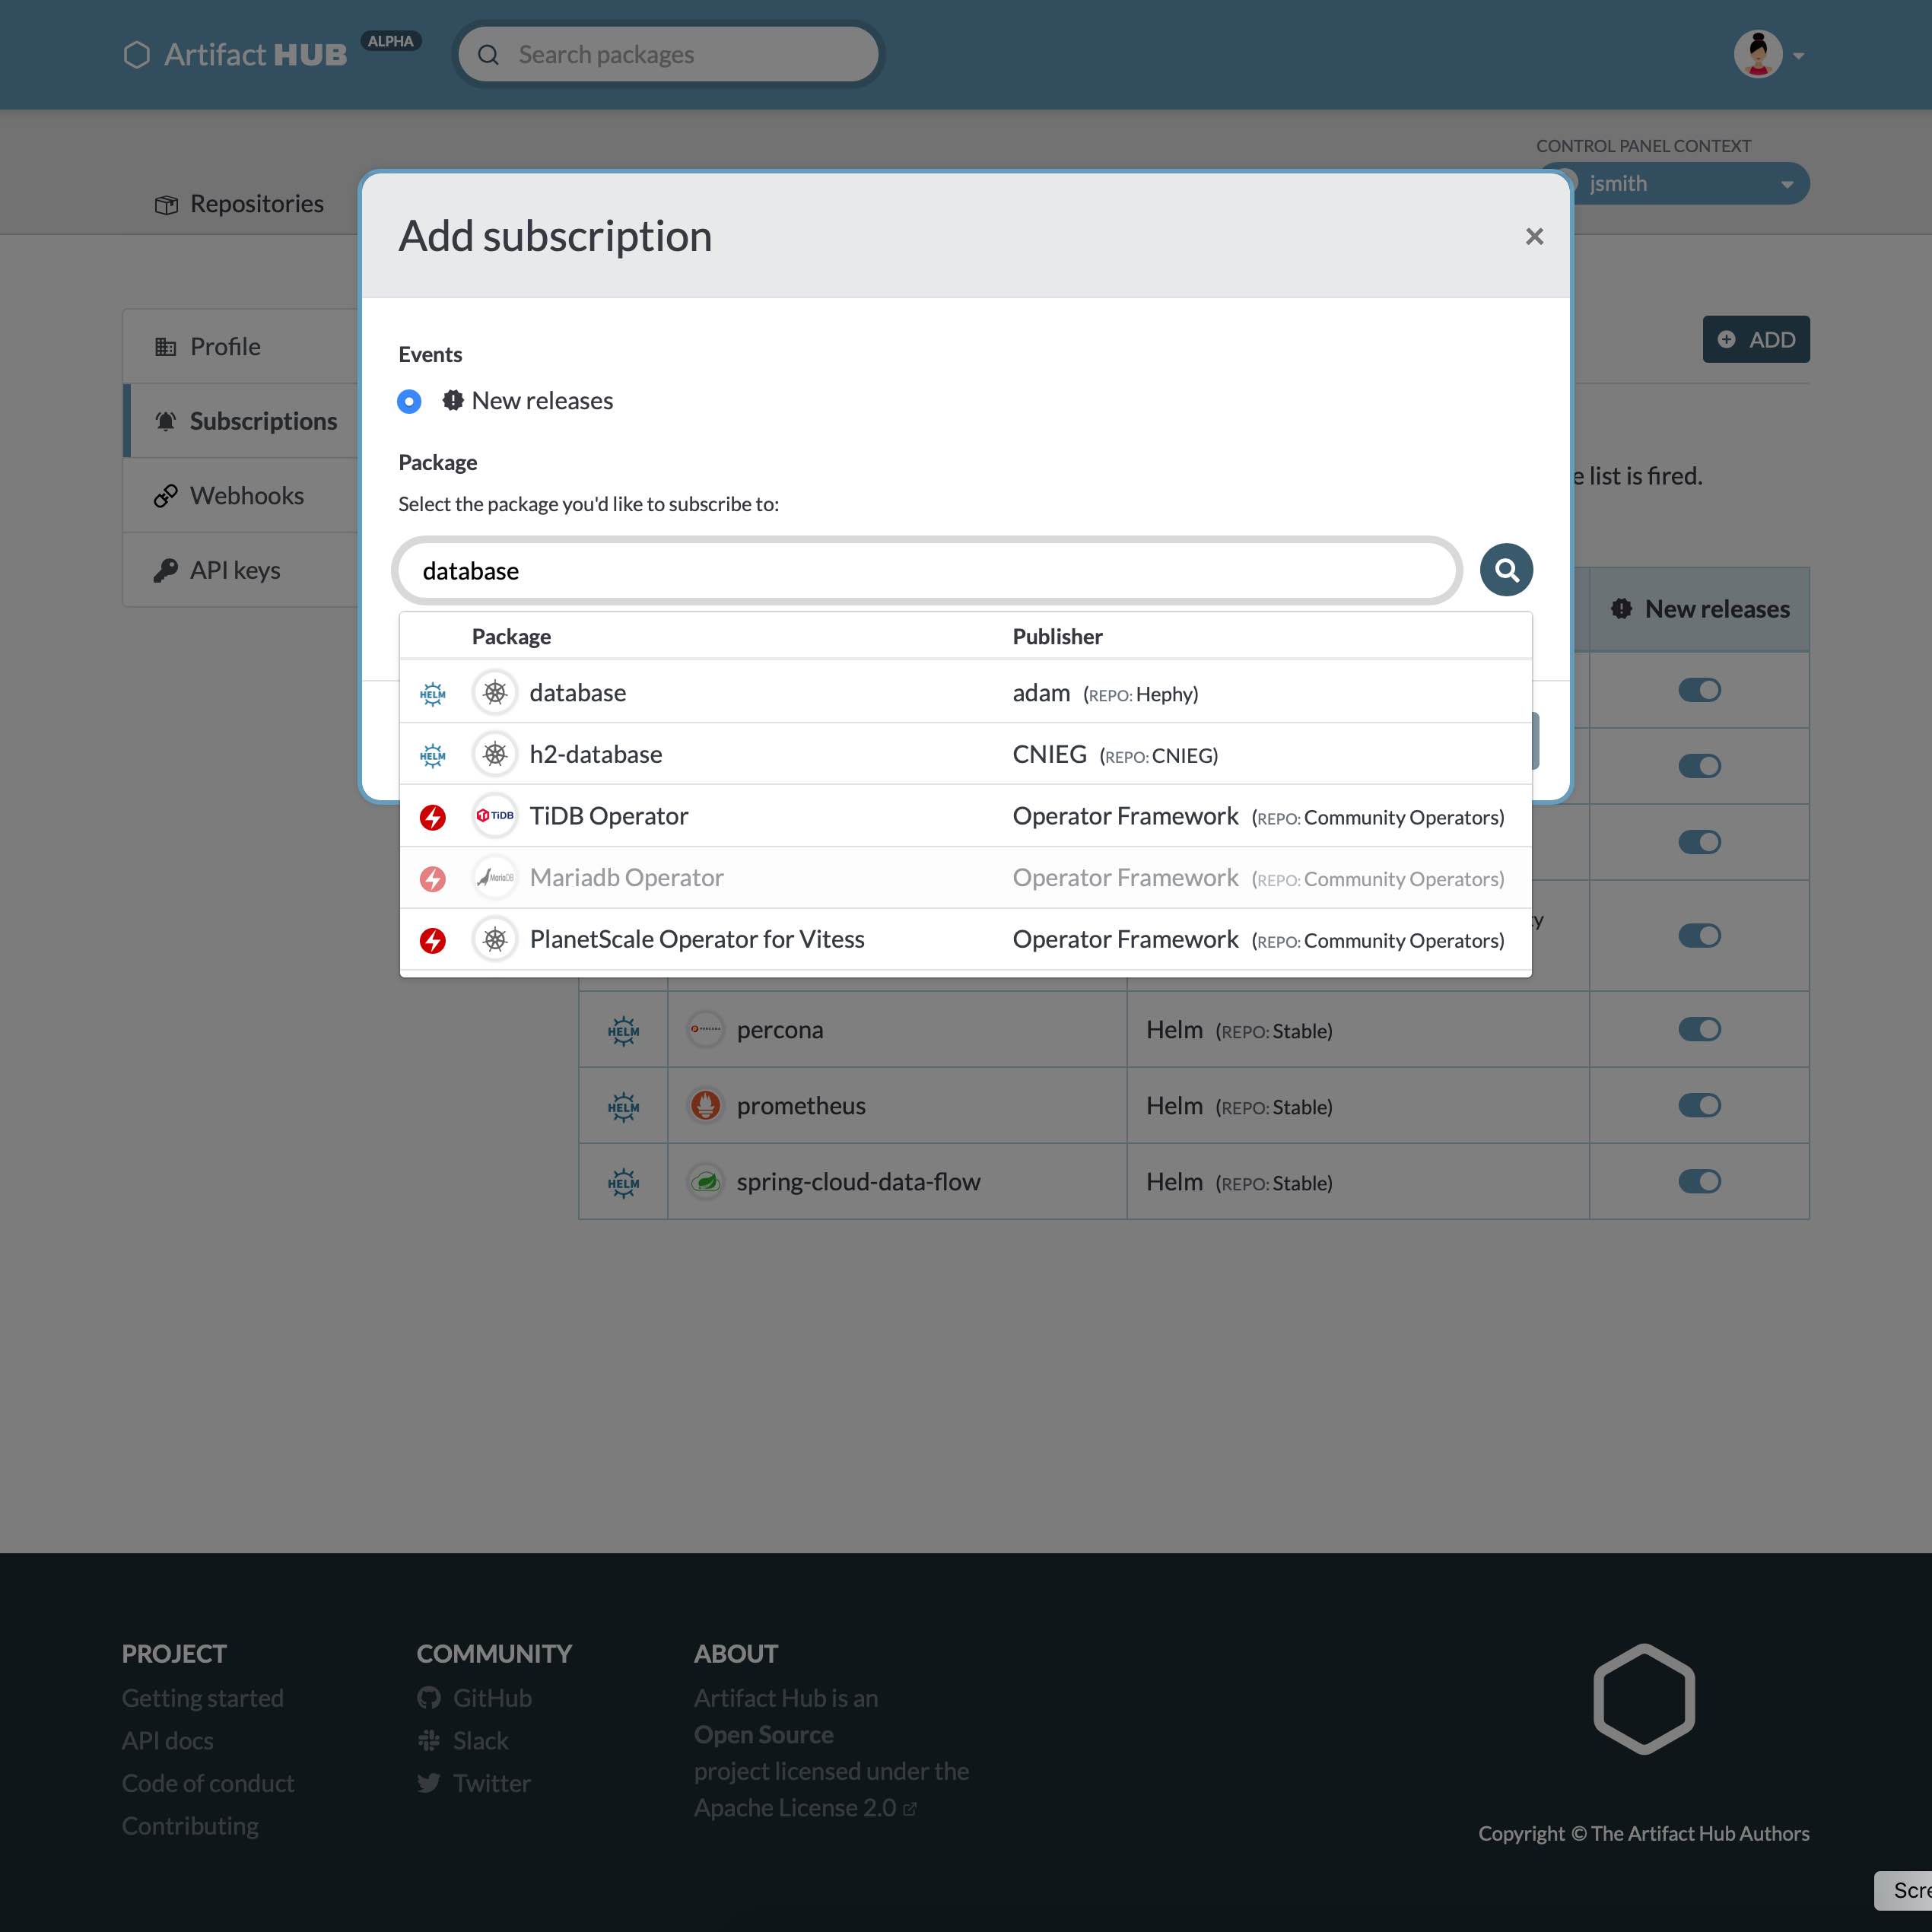 Artifact HUB ALPHA
Search packages
CONTROL PANEL CONTEXT
jsmith
Repositories
Add subscription
×
Profile
Subscriptions
Webhooks
API keys
ADD
Events
New releases
Package
Select the package you'd like to subscribe to:
e list is fired.
database
New releases
Package Publisher
HELM database adam (REPO: Hephy)
HELM h2-database CNIEG (REPO: CNIEG)
TiDB TiDB Operator Operator Framework (REPO: Community Operators)
MariaDB Mariadb Operator Operator Framework (REPO: Community Operators)
PlanetScale Operator for Vitess Operator Framework (REPO: Community Operators)
HELM PERCONA percona Helm (REPO: Stable)
HELM prometheus Helm (REPO: Stable)
HELM spring-cloud-data-flow Helm (REPO: Stable)
PROJECT
Getting started
API docs
Code of conduct
Contributing
COMMUNITY
GitHub
Slack
Twitter
ABOUT
Artifact Hub is an
Open Source
project licensed under the
Apache License 2.0
Copyright © The Artifact Hub Authors
Scre